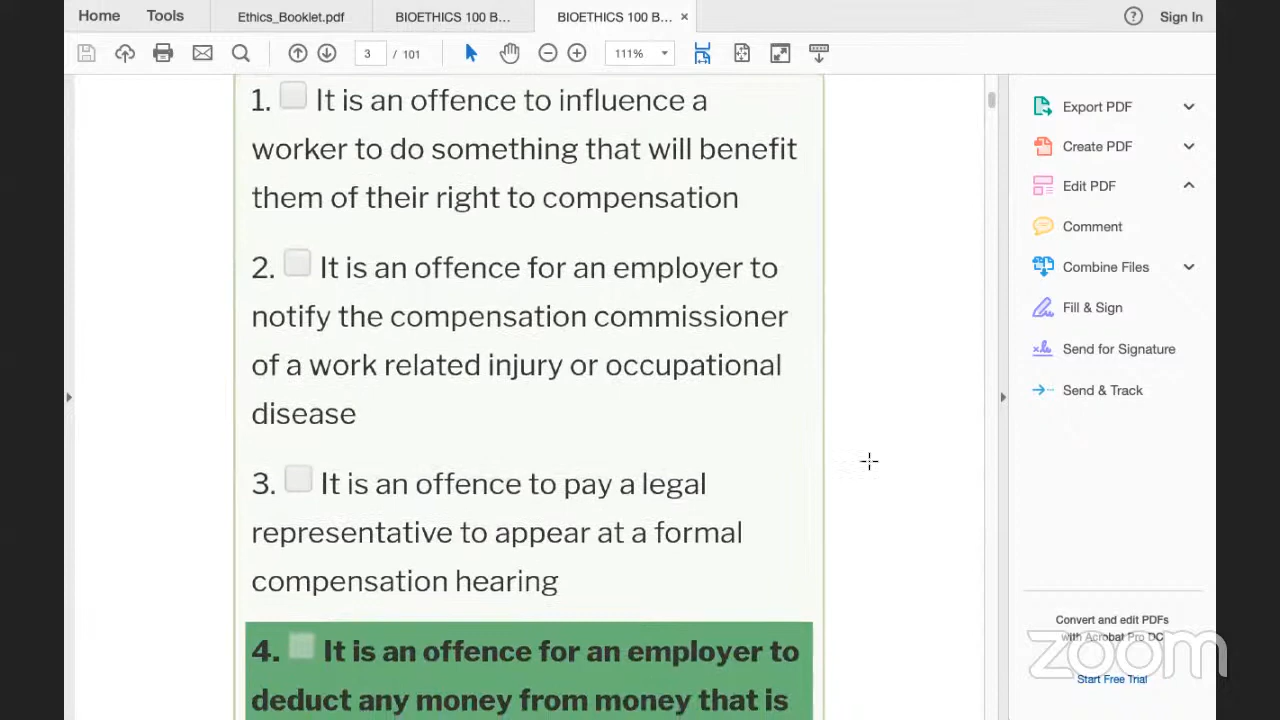 Home Tools Ethics_Booklet.pdf BIOETHICS 100 B... BIOETHICS 100 B... × ? Sign In
3 / 101 111%
1. It is an offence to influence a
worker to do something that will benefit
them of their right to compensation
2. It is an offence for an employer to
notify the compensation commissioner
of a work related injury or occupational
disease
3. It is an offence to pay a legal
representative to appear at a formal
compensation hearing
4. It is an offence for an employer to
deduct any money from money that is
Export PDF
Create PDF
Edit PDF
Comment
Combine Files
Fill & Sign
Send for Signature
Send & Track
Convert and edit PDFs
with Acrobat Pro DC
Start Free Trial
zoom